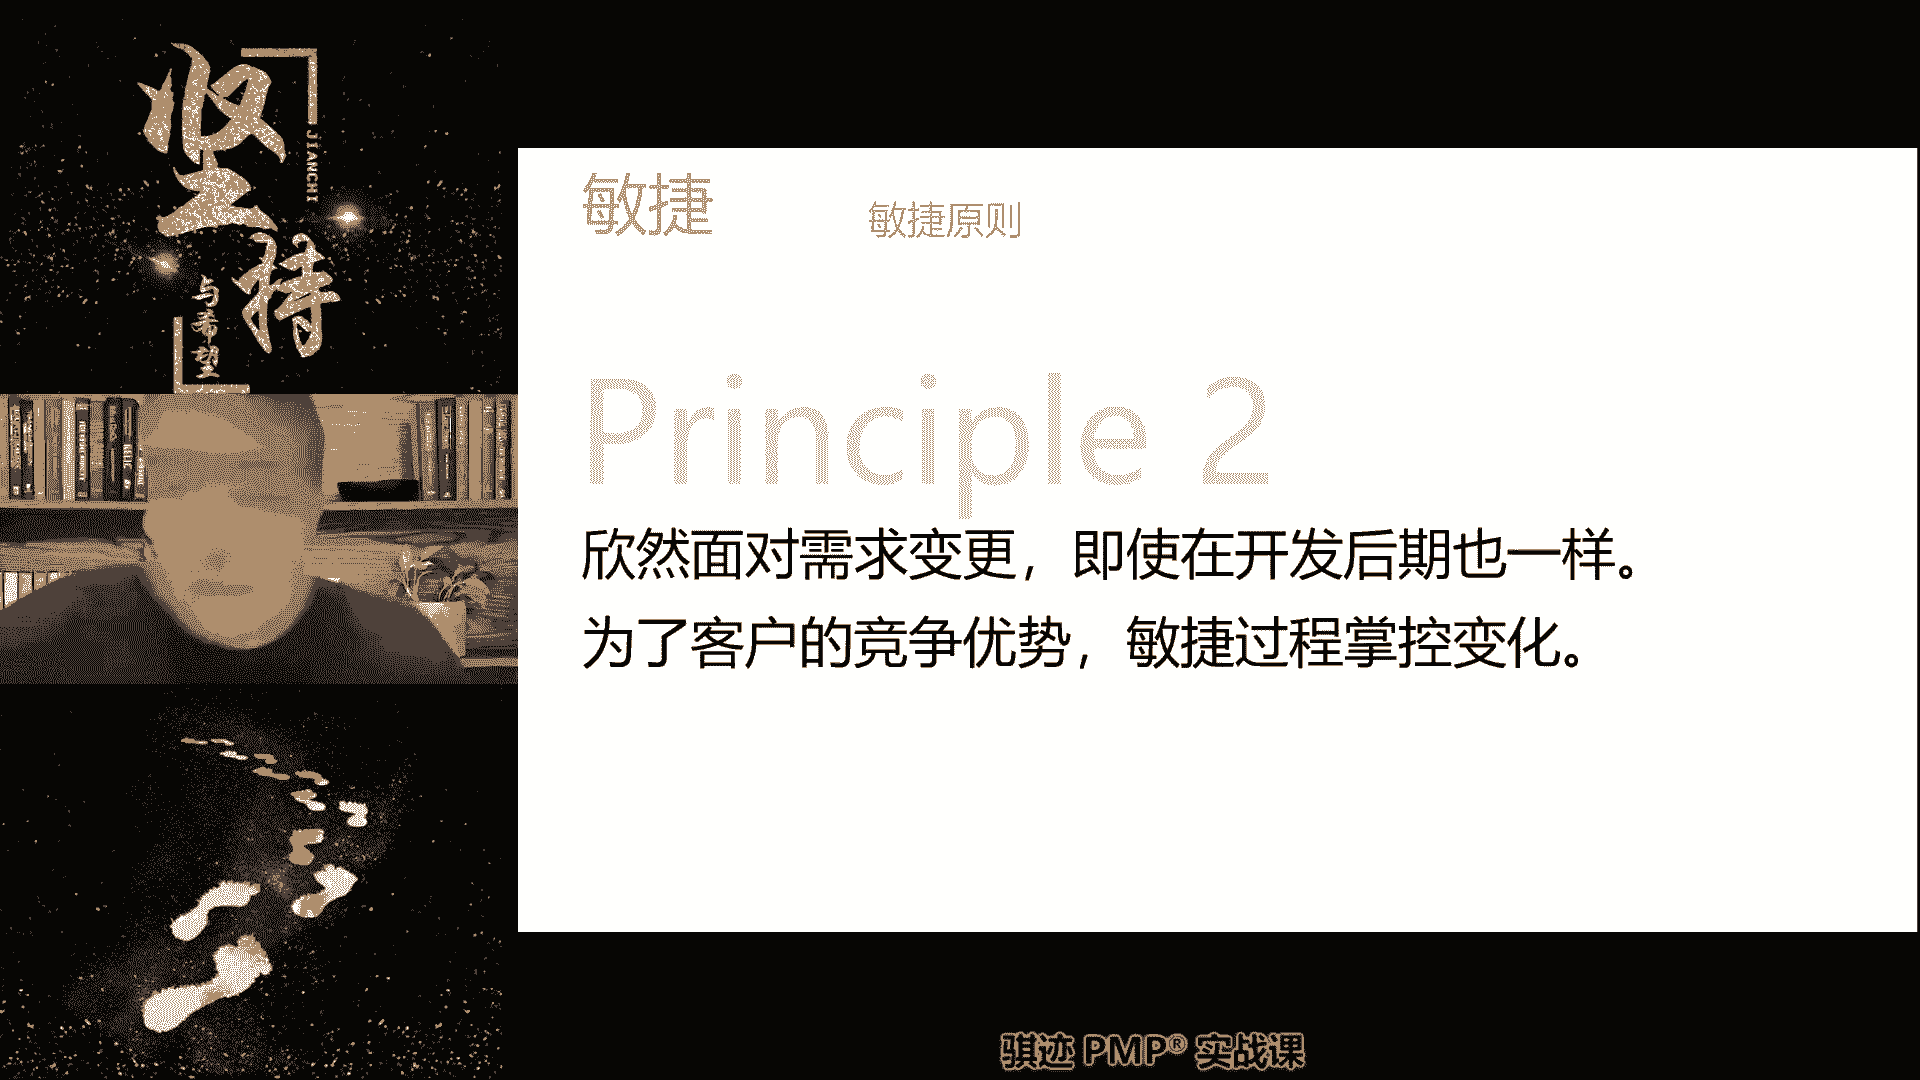 坚持
JIANCHI
与希望
敏捷
敏捷原则
Principle 2
欣然面对需求变更，即使在开发后期也一样。
为了客户的竞争优势，敏捷过程掌控变化。
骐迹 PMP® 实战课